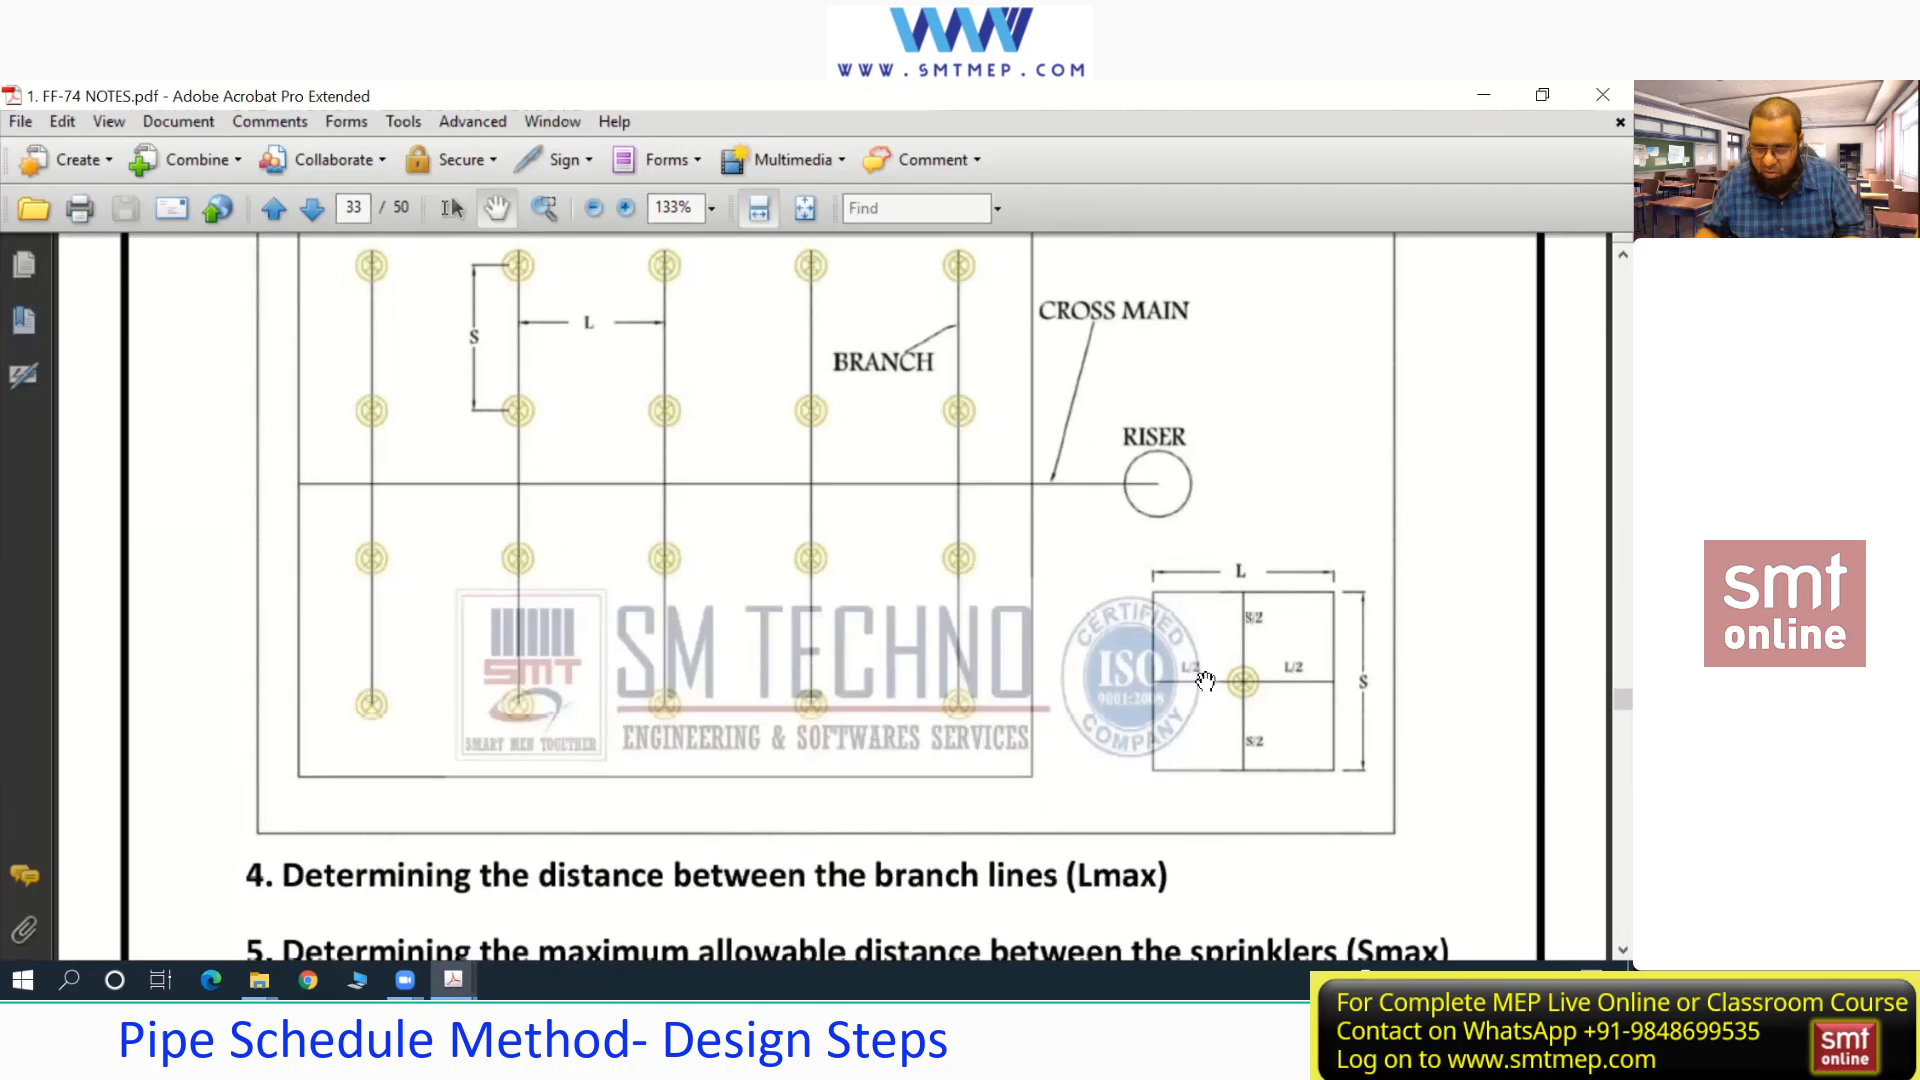 WWW.SMTMEP.COM
1. FF-74 NOTES.pdf - Adobe Acrobat Pro Extended
File Edit View Document Comments Forms Tools Advanced Window Help
Create Combine Collaborate Secure Sign Forms Multimedia Comment
33 / 50 133% Find
S
L
BRANCH
CROSS MAIN
RISER
L
S/2
L/2
L/2
S
S/2
SMT
SMART MEN TOGETHER
SM TECHNO
ENGINEERING & SOFTWARES SERVICES
CERTIFIED
ISO
9001:2008
COMPANY
4. Determining the distance between the branch lines (Lmax)
5. Determining the maximum allowable distance between the sprinklers (Smax)
smt
online
Pipe Schedule Method- Design Steps
For Complete MEP Live Online or Classroom Course
Contact on WhatsApp +91-9848699535
Log on to www.smtmep.com
smt
online